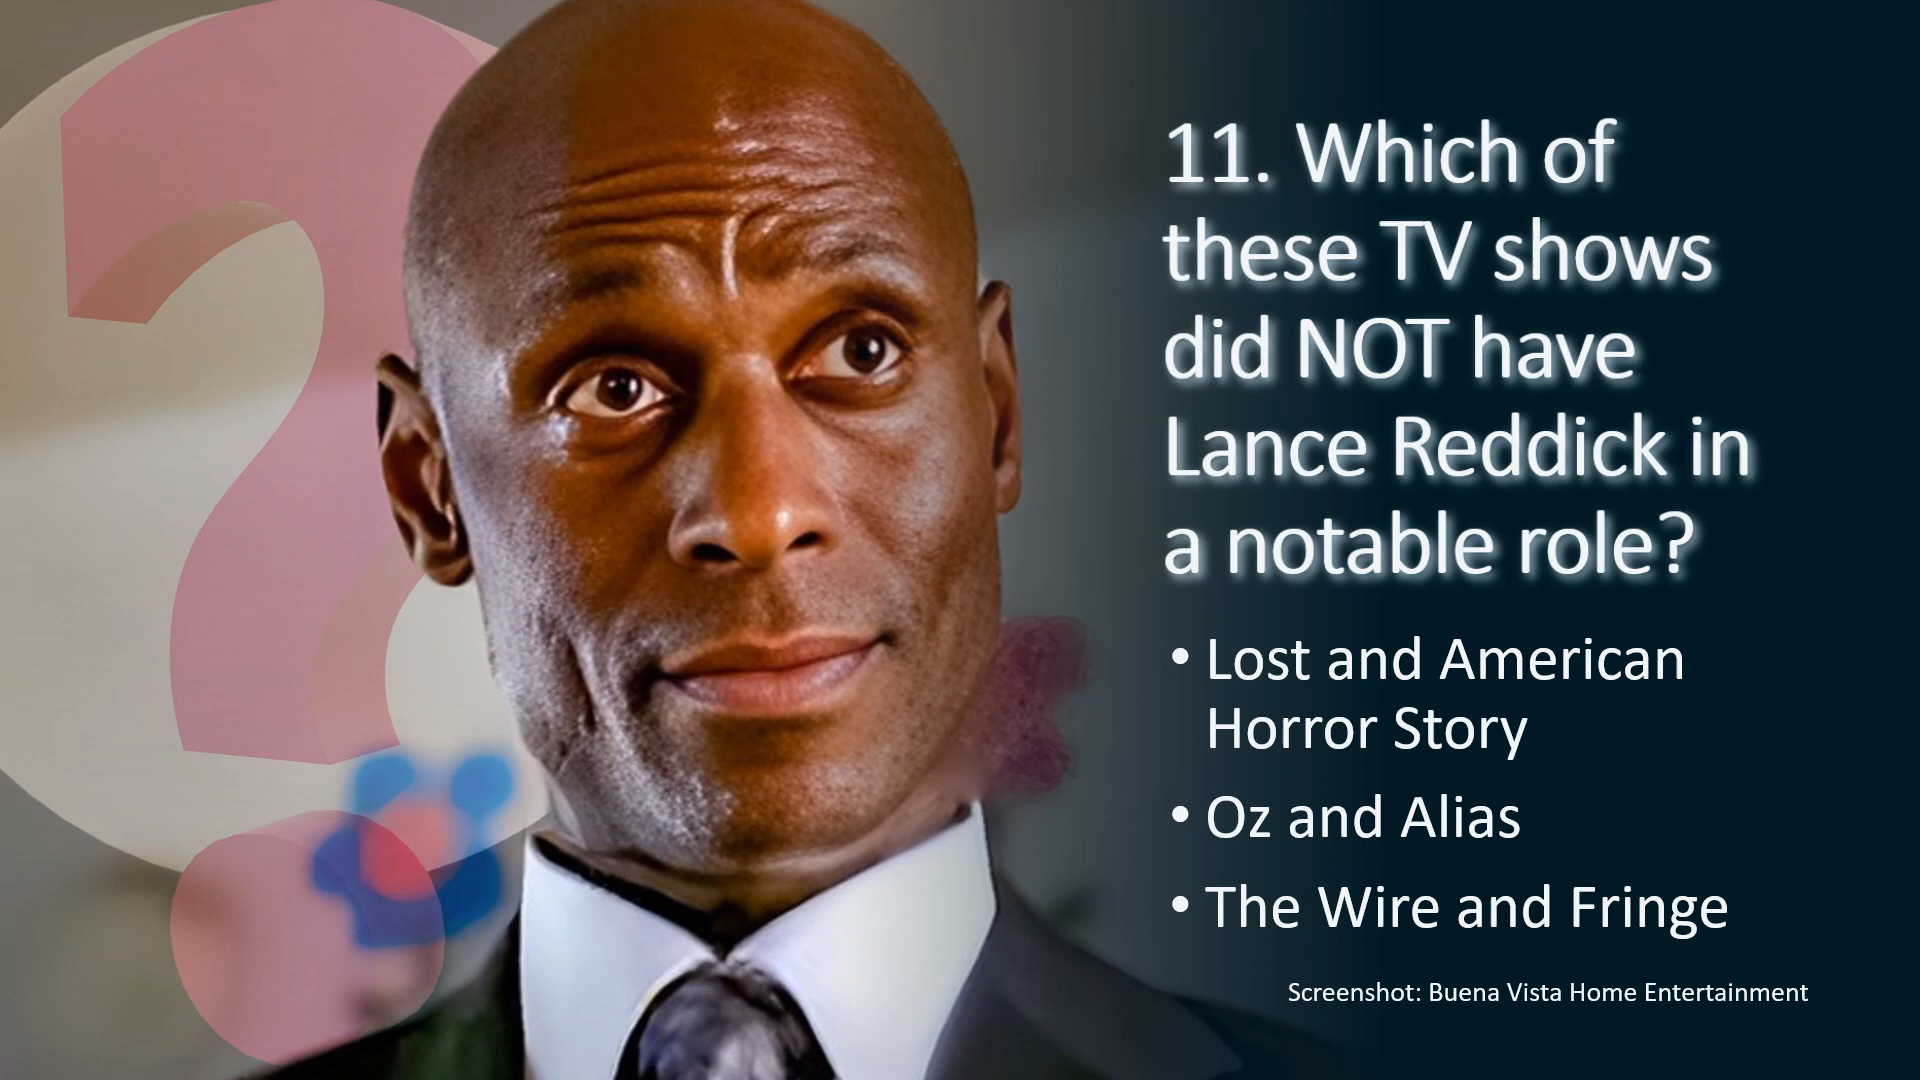 11. Which of
these TV shows
did NOT have
Lance Reddick in
a notable role?
• Lost and American
Horror Story
• Oz and Alias
• The Wire and Fringe
Screenshot: Buena Vista Home Entertainment